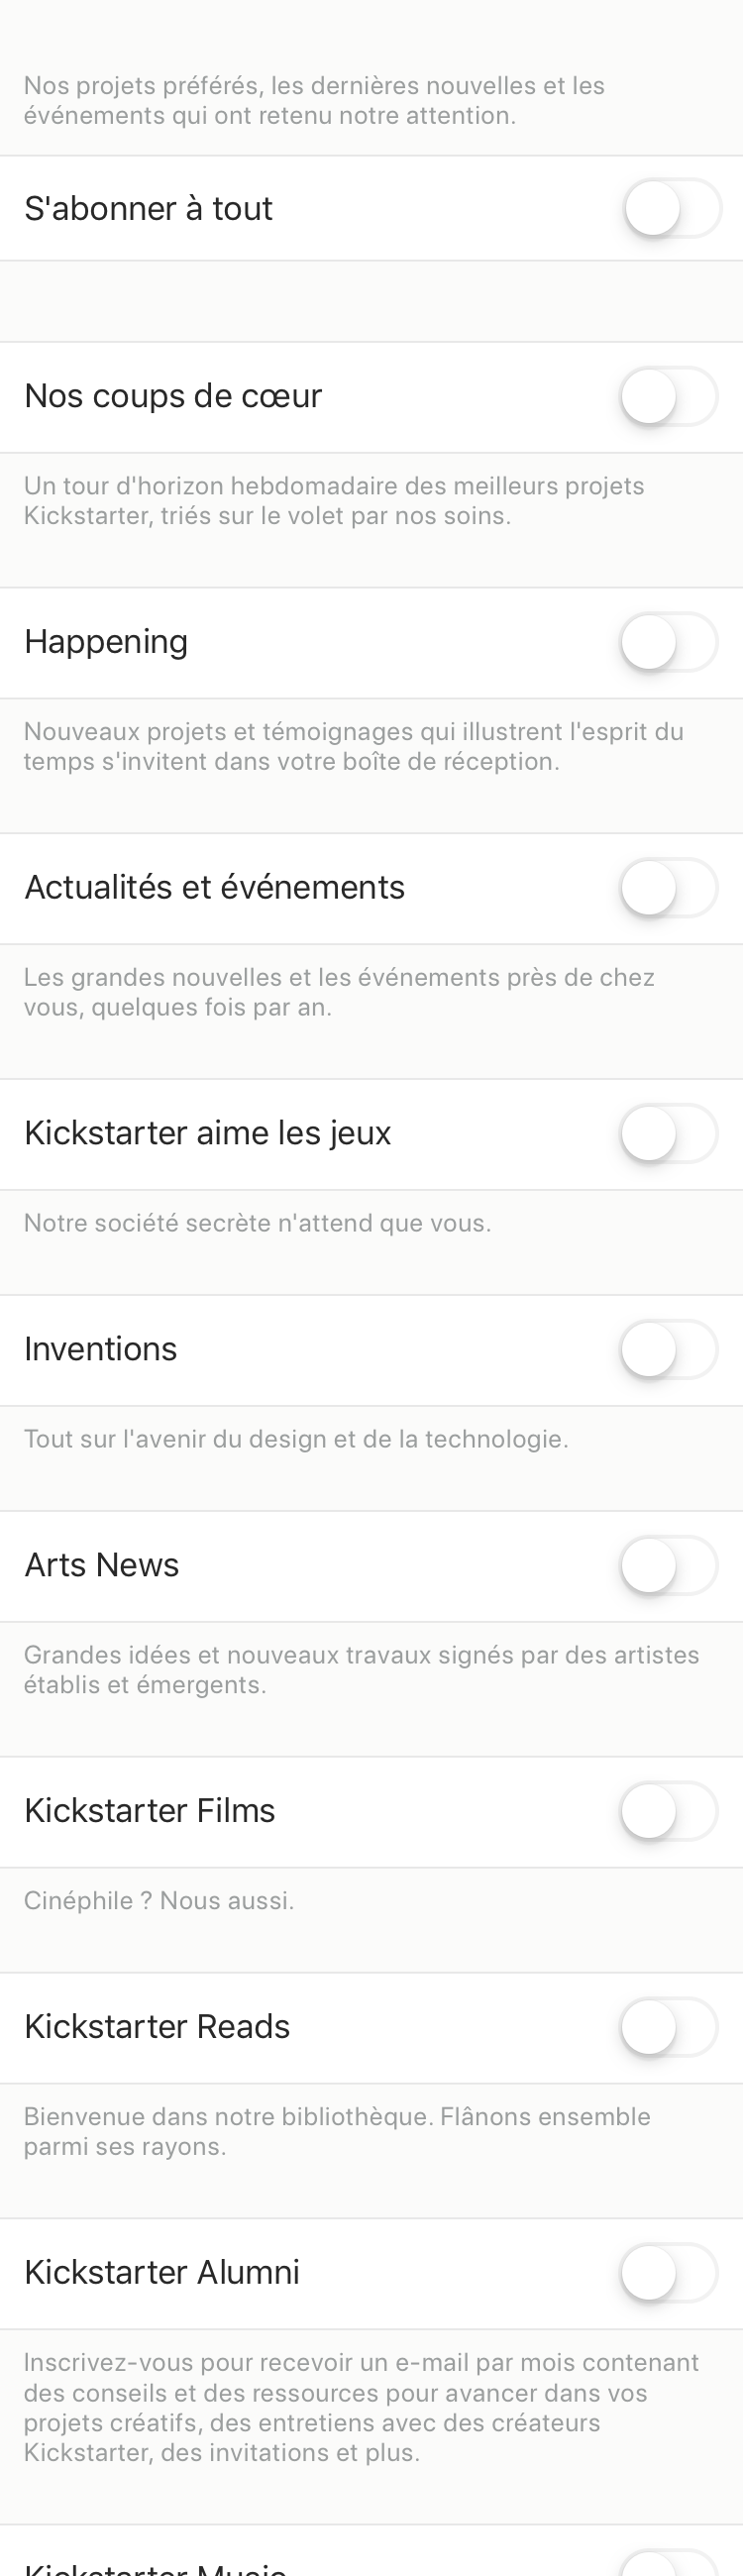 Nos projets préférés, les dernières nouvelles et les
événements qui ont retenu notre attention.
S'abonner à tout
Nos coups de cœur
Un tour d'horizon hebdomadaire des meilleurs projets
Kickstarter, triés sur le volet par nos soins.
Happening
Nouveaux projets et témoignages qui illustrent l'esprit du
temps s'invitent dans votre boîte de réception.
Actualités et événements
Les grandes nouvelles et les événements près de chez
vous, quelques fois par an.
Kickstarter aime les jeux
Notre société secrète n'attend que vous.
Inventions
Tout sur l'avenir du design et de la technologie.
Arts News
Grandes idées et nouveaux travaux signés par des artistes
établis et émergents.
Kickstarter Films
Cinéphile ? Nous aussi.
Kickstarter Reads
Bienvenue dans notre bibliothèque. Flânons ensemble
parmi ses rayons.
Kickstarter Alumni
Inscrivez-vous pour recevoir un e-mail par mois contenant
des conseils et des ressources pour avancer dans vos
projets créatifs, des entretiens avec des créateurs
Kickstarter, des invitations et plus.
Kickstarter Music